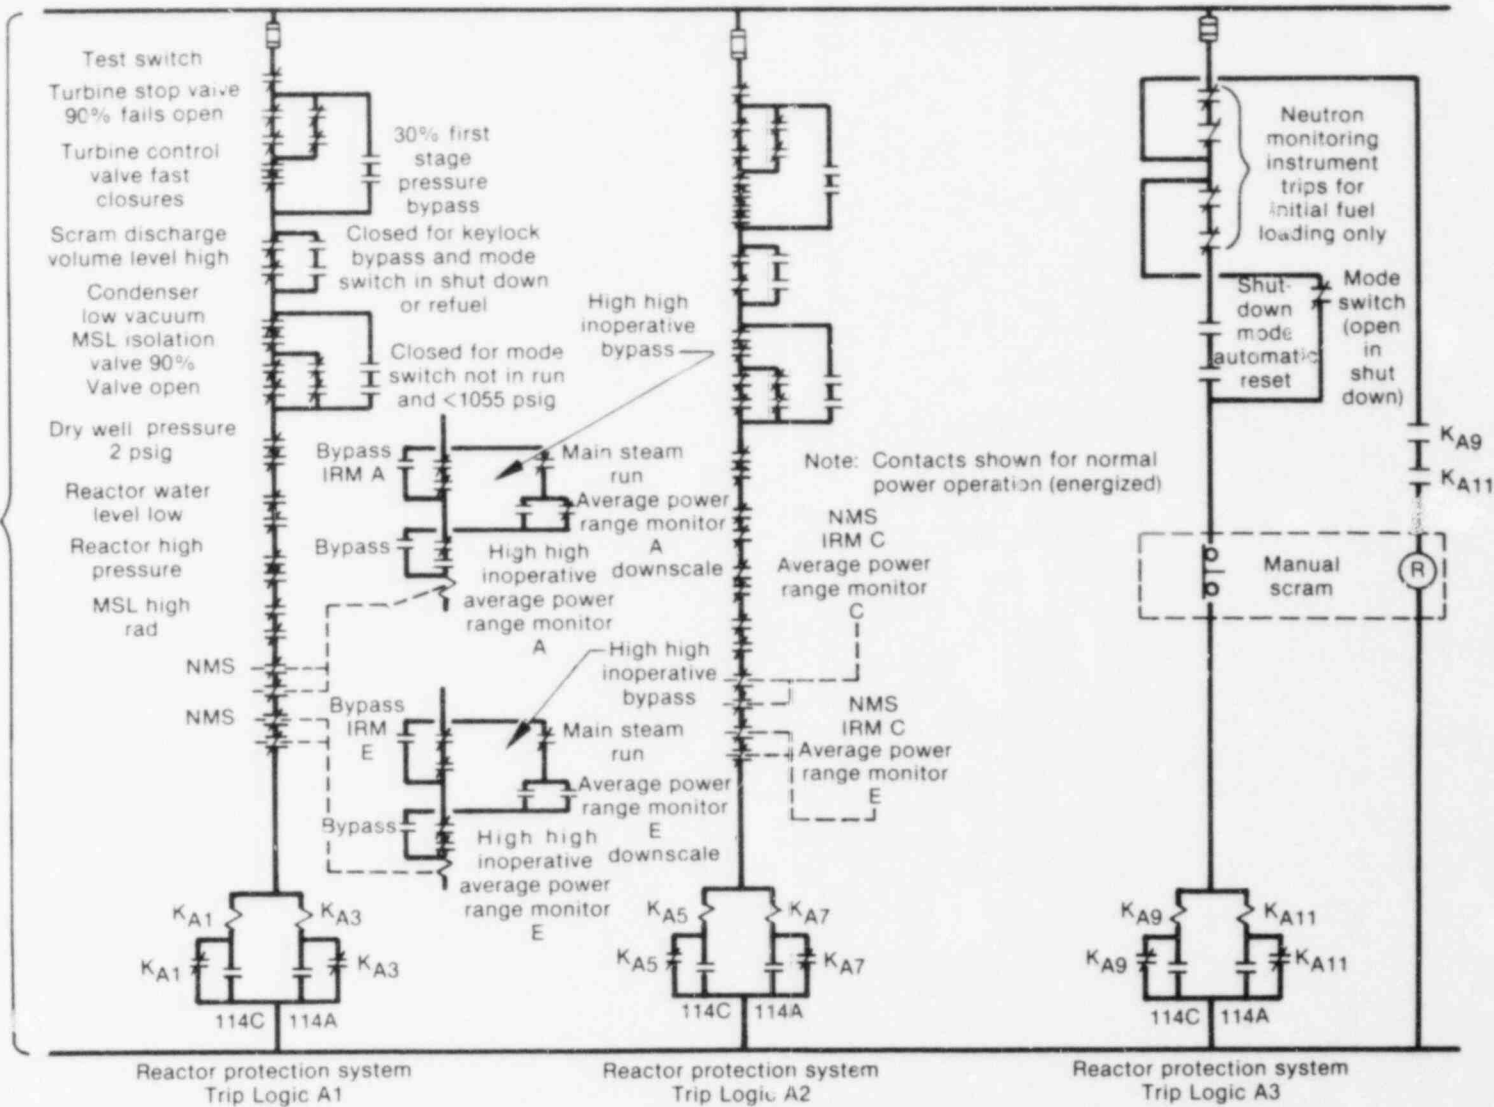 Test switch
Turbine stop valve
90% fails open
Turbine control
valve fast
closures
30% first
stage
pressure
bypass
Scram discharge
volume level high
Closed for keylock
bypass and mode
switch in shut down
or refuel
Condenser
low vacuum
MSL isolation
valve 90%
Valve open
Closed for mode
switch not in run
and <1055 psig
High high
inoperative
bypass
Dry well pressure
2 psig
Reactor water
level low
Reactor high
pressure
MSL high
rad
NMS
NMS
Bypass
IRM A
Main steam
run
Average power
range monitor
A
downscale
Bypass
High high
inoperative
average power
range monitor
A
High high
inoperative
bypass
Bypass
IRM
E
Main steam
run
Average power
range monitor
E
downscale
Bypass
High high
inoperative
average power
range monitor
E
Note: Contacts shown for normal
power operation (energized)
NMS
IRM C
Average power
range monitor
C
NMS
IRM C
Average power
range monitor
E
Neutron
monitoring
instrument
trips for
initial fuel
loading only
Shut-
down
mode
automatic
reset
Mode
switch
(open
in
shut
down)
KA9
KA11
Manual
scram
R
KA1 KA3
KA1 KA3
114C 114A
KA5 KA7
KA5 KA7
114C 114A
KA9 KA11
KA9 KA11
114C 114A
Reactor protection system
Trip Logic A1
Reactor protection system
Trip Logic A2
Reactor protection system
Trip Logic A3